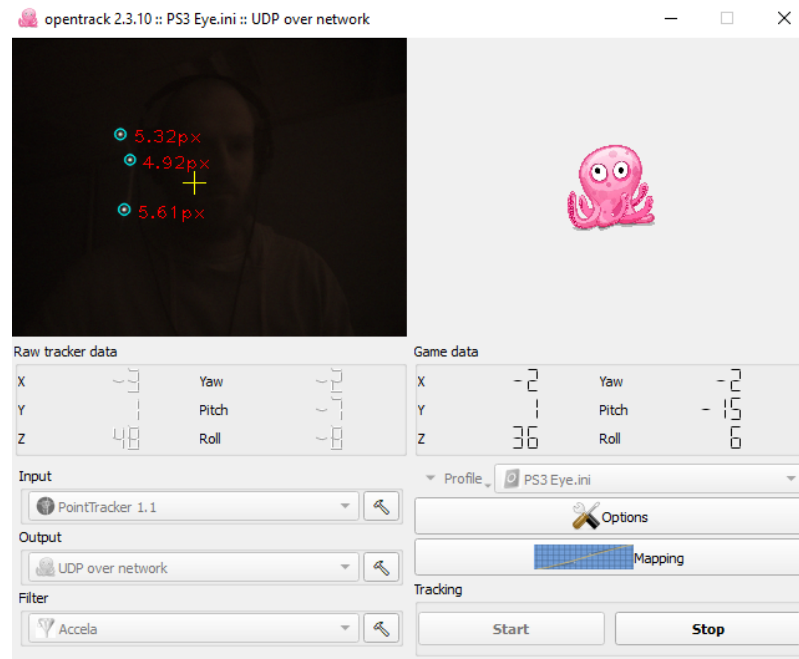 opentrack 2.3.10 :: PS3 Eye.ini :: UDP over network
5.32px
4.92px
5.61px
Raw tracker data
X -3 Yaw -2
Y 1 Pitch -7
Z 48 Roll -8
Game data
X -2 Yaw -2
Y 1 Pitch -15
Z 36 Roll 6
Input
PointTracker 1.1
Output
UDP over network
Filter
Accela
Profile PS3 Eye.ini
Options
Mapping
Tracking
Start Stop